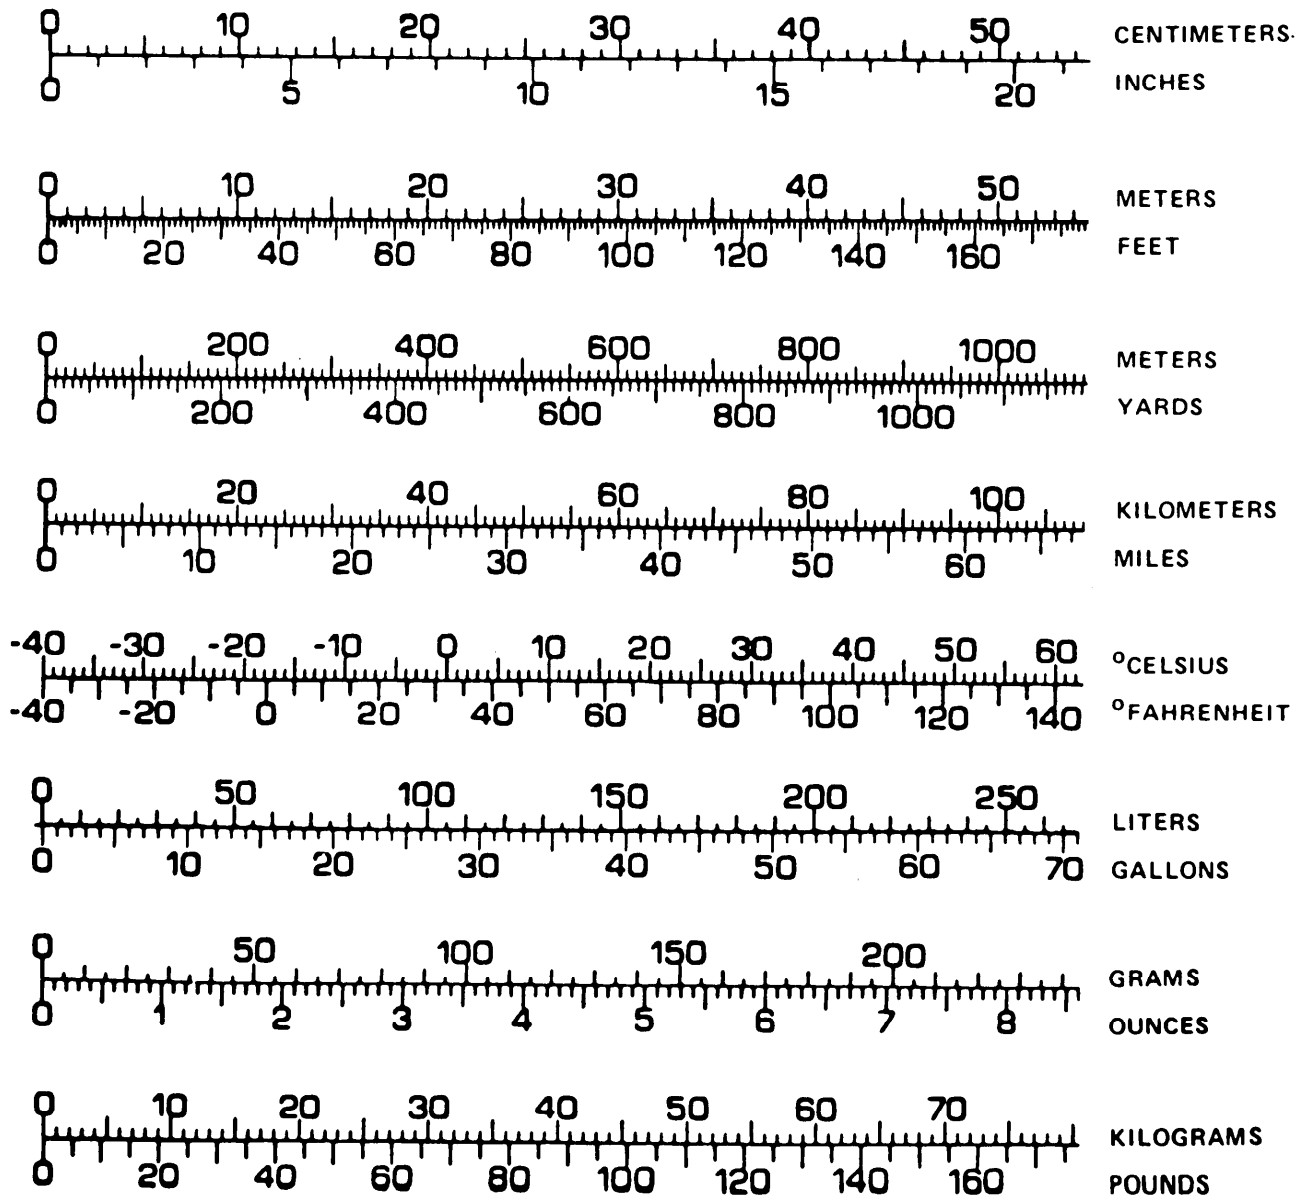 0 10 20 30 40 50 CENTIMETERS.
0 5 10 15 20 INCHES
0 10 20 30 40 50 METERS
0 20 40 60 80 100 120 140 160 FEET
0 200 400 600 800 1000 METERS
0 200 400 600 800 1000 YARDS
0 20 40 60 80 100 KILOMETERS
0 10 20 30 40 50 60 MILES
-40 -30 -20 -10 0 10 20 30 40 50 60 °CELSIUS
-40 -20 0 20 40 60 80 100 120 140 °FAHRENHEIT
0 50 100 150 200 250 LITERS
0 10 20 30 40 50 60 70 GALLONS
0 50 100 150 200 GRAMS
0 1 2 3 4 5 6 7 8 OUNCES
0 10 20 30 40 50 60 70 KILOGRAMS
0 20 40 60 80 100 120 140 160 POUNDS